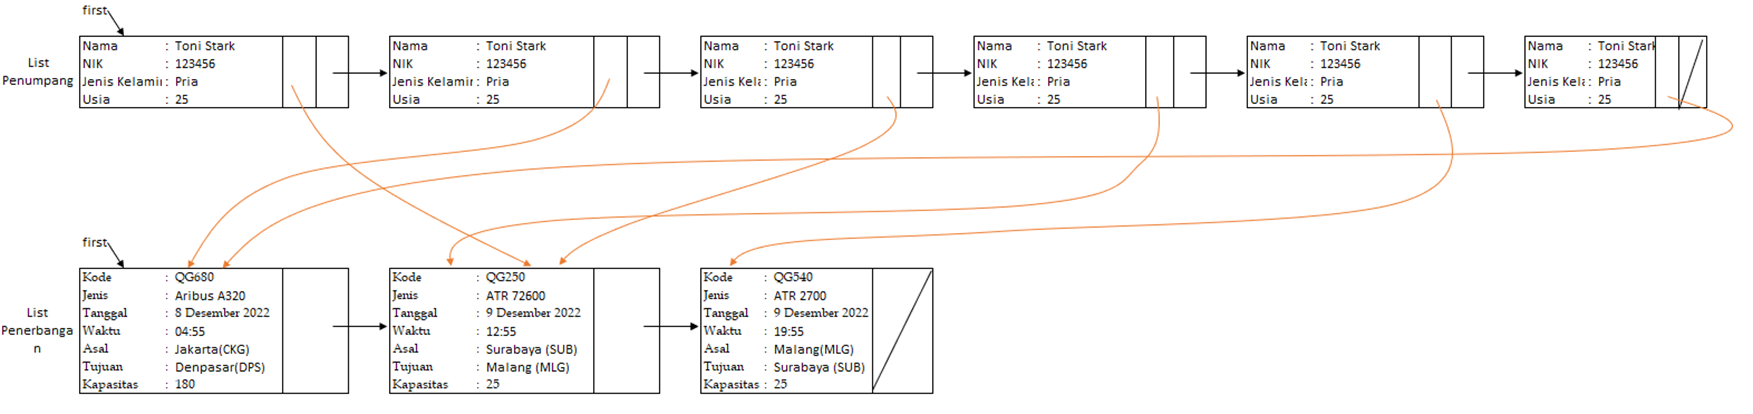 first
List
Penumpang
Nama : Toni Stark
NIK : 123456
Jenis Kelamin : Pria
Usia : 25
Nama : Toni Stark
NIK : 123456
Jenis Kelamin : Pria
Usia : 25
Nama : Toni Stark
NIK : 123456
Jenis Kela : Pria
Usia : 25
Nama : Toni Stark
NIK : 123456
Jenis Kela : Pria
Usia : 25
Nama : Toni Stark
NIK : 123456
Jenis Kela : Pria
Usia : 25
Nama : Toni Stark
NIK : 123456
Jenis Kela : Pria
Usia : 25
first
List
Penerbanga
n
Kode : QG680
Jenis : Aribus A320
Tanggal : 8 Desember 2022
Waktu : 04:55
Asal : Jakarta(CKG)
Tujuan : Denpasar(DPS)
Kapasitas : 180
Kode : QG250
Jenis : ATR 72600
Tanggal : 9 Desember 2022
Waktu : 12:55
Asal : Surabaya (SUB)
Tujuan : Malang (MLG)
Kapasitas : 25
Kode : QG540
Jenis : ATR 2700
Tanggal : 9 Desember 2022
Waktu : 19:55
Asal : Malang(MLG)
Tujuan : Surabaya (SUB)
Kapasitas : 25